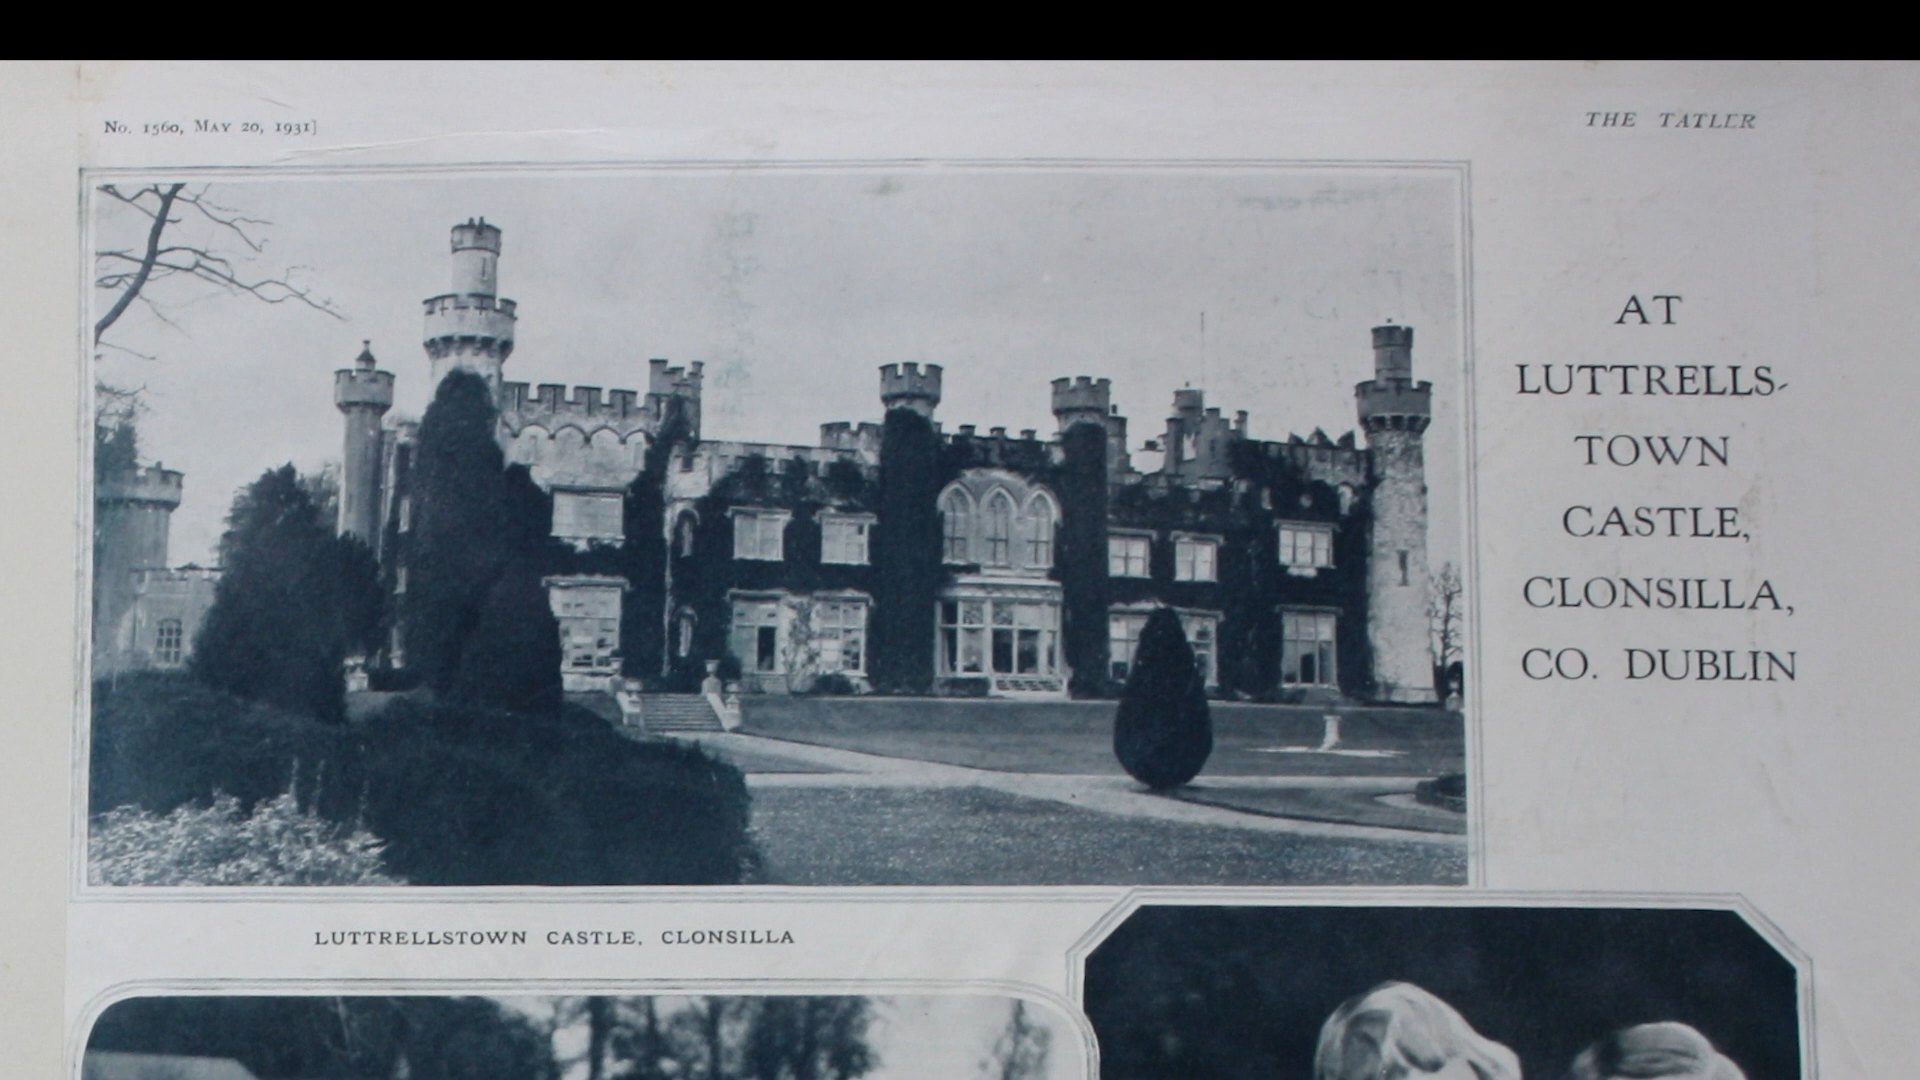 No. 1560, MAY 20, 1931]
THE TATLER
AT
LUTTRELLS-
TOWN
CASTLE,
CLONSILLA,
CO. DUBLIN
LUTTRELLSTOWN CASTLE, CLONSILLA